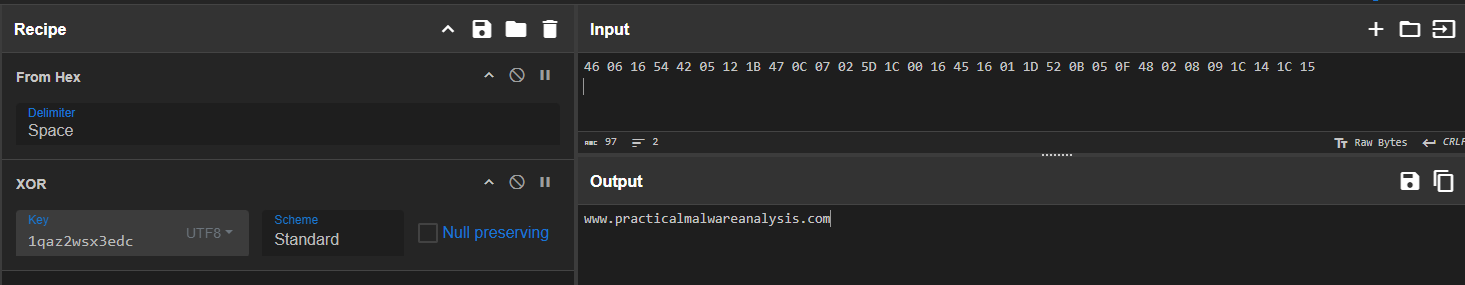 Recipe
From Hex
Delimiter
Space
XOR
Key
1qaz2wsx3edc
UTF8
Scheme
Standard
Null preserving
Input
46 06 16 54 42 05 12 1B 47 0C 07 02 5D 1C 00 16 45 16 01 1D 52 0B 05 0F 48 02 08 09 1C 14 1C 15
ABC 97 2
Tт Raw Bytes CRLF
Output
www.practicalmalwareanalysis.com